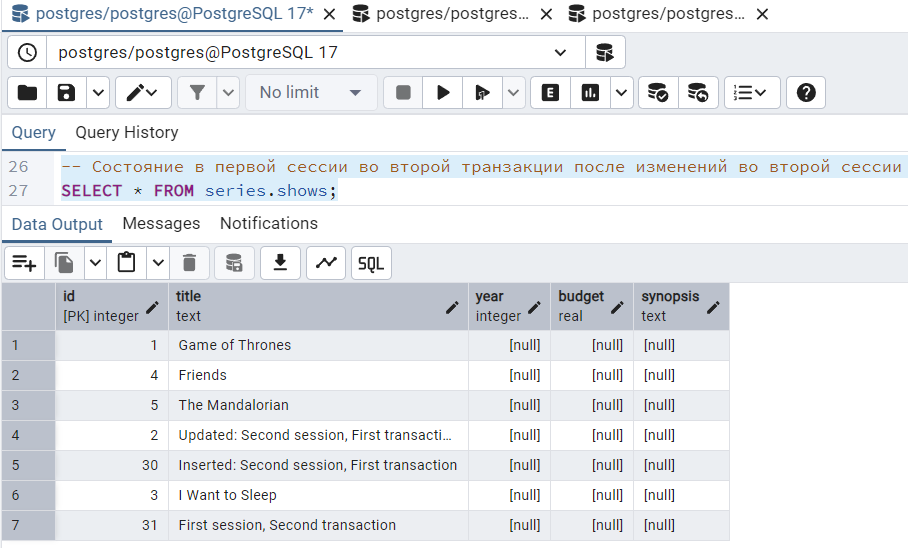 postgres/postgres@PostgreSQL 17* postgres/postgres... postgres/postgres...
postgres/postgres@PostgreSQL 17
No limit E
Query Query History
26 -- Состояние в первой сессии во второй транзакции после изменений во второй сессии
27 SELECT * FROM series.shows;
Data Output Messages Notifications
SQL
id title year budget synopsis
[PK] integer text integer real text
1 1 Game of Thrones [null] [null] [null]
2 4 Friends [null] [null] [null]
3 5 The Mandalorian [null] [null] [null]
4 2 Updated: Second session, First transacti... [null] [null] [null]
5 30 Inserted: Second session, First transaction [null] [null] [null]
6 3 I Want to Sleep [null] [null] [null]
7 31 First session, Second transaction [null] [null] [null]